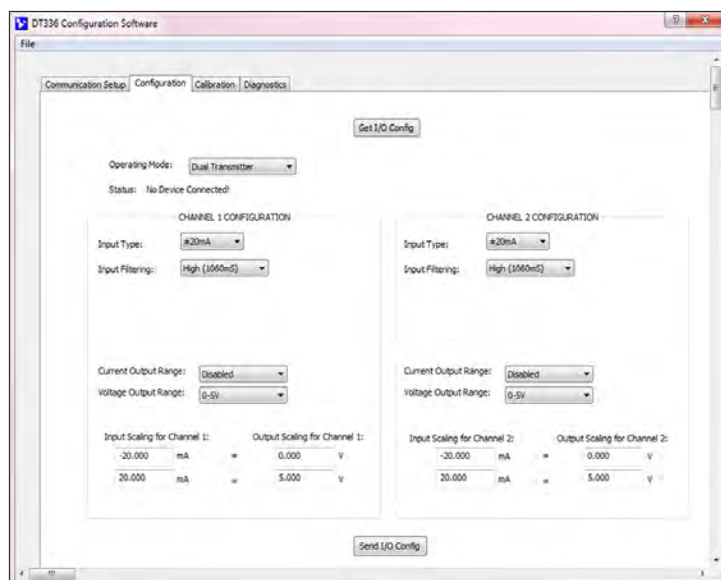 DT336 Configuration Software
File
Communication Setup Configuration Calibration Diagnostics
Get I/O Config
Operating Mode: Dual Transmitter
Status: No Device Connected!
CHANNEL 1 CONFIGURATION
Input Type: ±20mA
Input Filtering: High (1060mS)
Current Output Range: Disabled
Voltage Output Range: 0-5V
Input Scaling for Channel 1: Output Scaling for Channel 1:
-20.000 mA = 0.000 V
20.000 mA = 5.000 V
CHANNEL 2 CONFIGURATION
Input Type: ±20mA
Input Filtering: High (1060mS)
Current Output Range: Disabled
Voltage Output Range: 0-5V
Input Scaling for Channel 2: Output Scaling for Channel 2:
-20.000 mA = 0.000 V
20.000 mA = 5.000 V
Send I/O Config